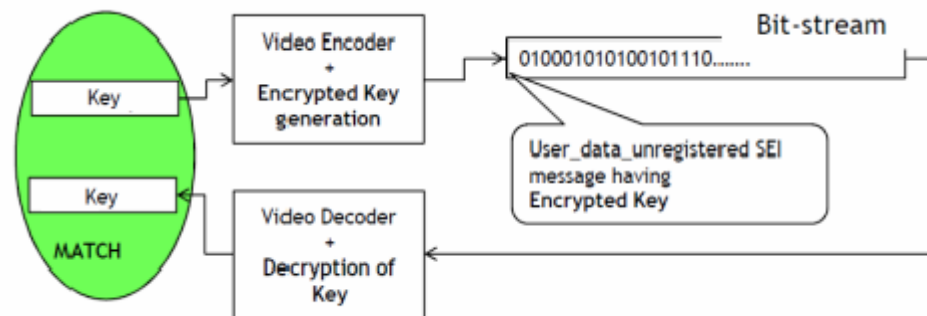 Key
Video Encoder
+
Encrypted Key
generation
Bit-stream
010001010100101110.......
User_data_unregistered SEI
message having
Encrypted Key
Key
MATCH
Video Decoder
+
Decryption of
Key